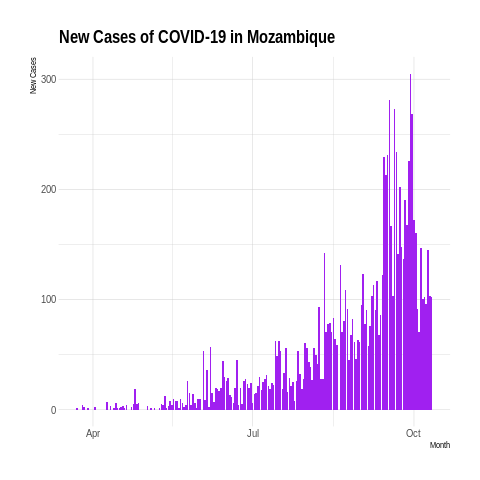 New Cases of COVID-19 in Mozambique
New Cases
300
200
100
0
Apr
Jul
Oct
Month